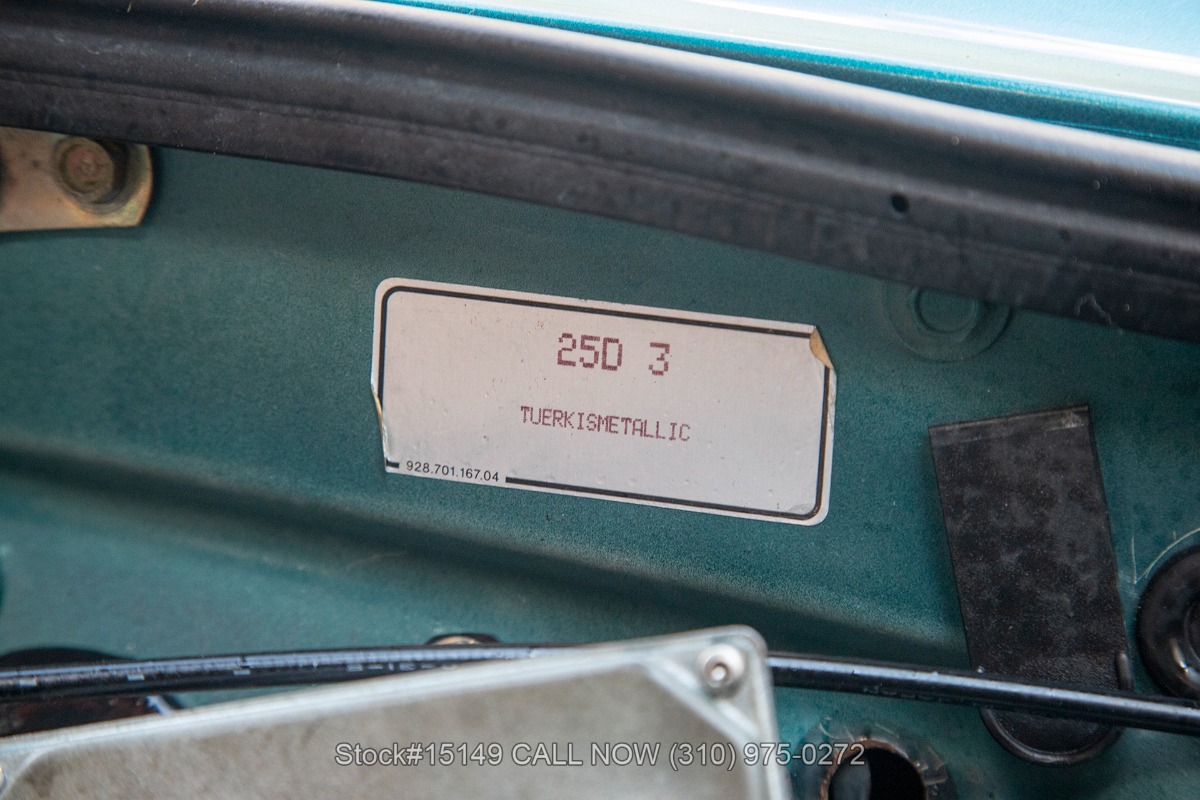 25D 3
TUERKISMETALLIC
928.701.167.04
Stock#15149 CALL NOW (310) 975-0272